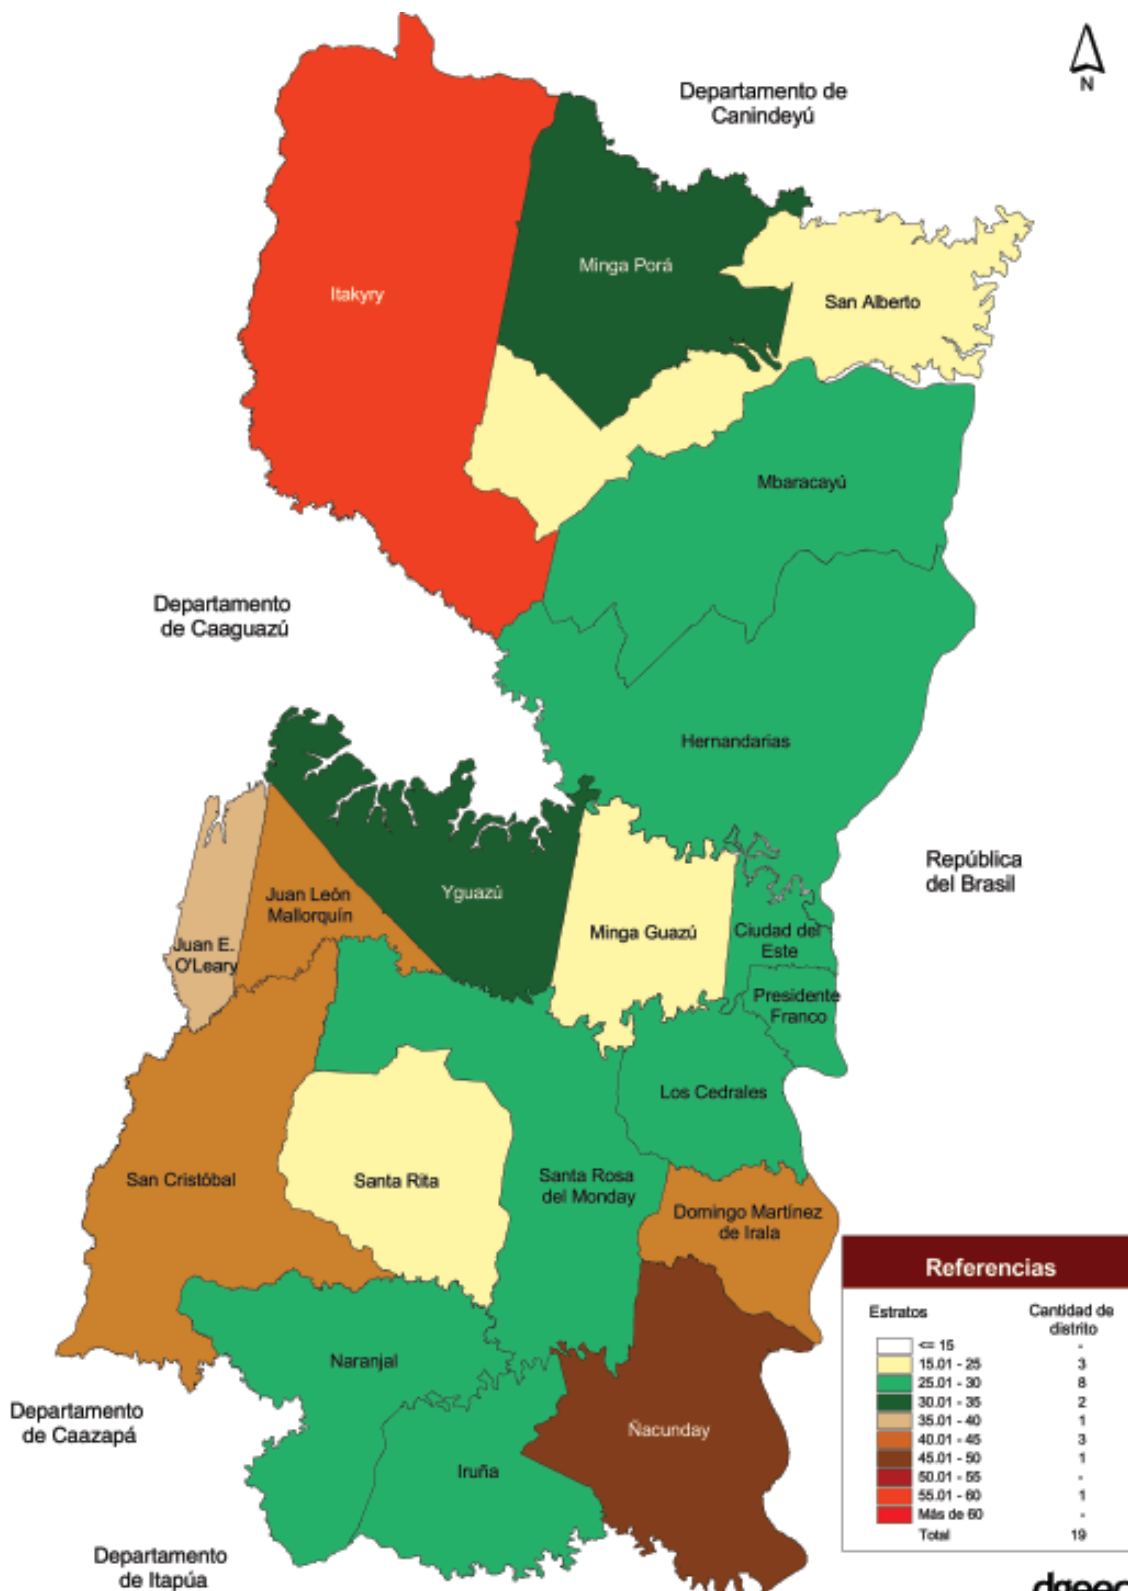 N
Departamento de
Canindeyú
Minga Porá
Itakyry
San Alberto
Mbaracayú
Departamento
de Caaguazú
Hernandarias
República
del Brasil
Yguazú
Juan León
Mallorquín
Minga Guazú
Ciudad del
Este
Juan E.
O'Leary
Presidente
Franco
Los Cedrales
San Cristóbal
Santa Rita
Santa Rosa
del Monday
Domingo Martínez
de Irala
Naranjal
Ñacunday
Iruña
Departamento
de Caazapá
Departamento
de Itapúa
Referencias
Estratos Cantidad de
distrito
<= 15 -
15.01 - 25 3
25.01 - 30 8
30.01 - 35 2
35.01 - 40 1
40.01 - 45 3
45.01 - 50 1
50.01 - 55 -
55.01 - 60 1
Más de 60 -
Total 19